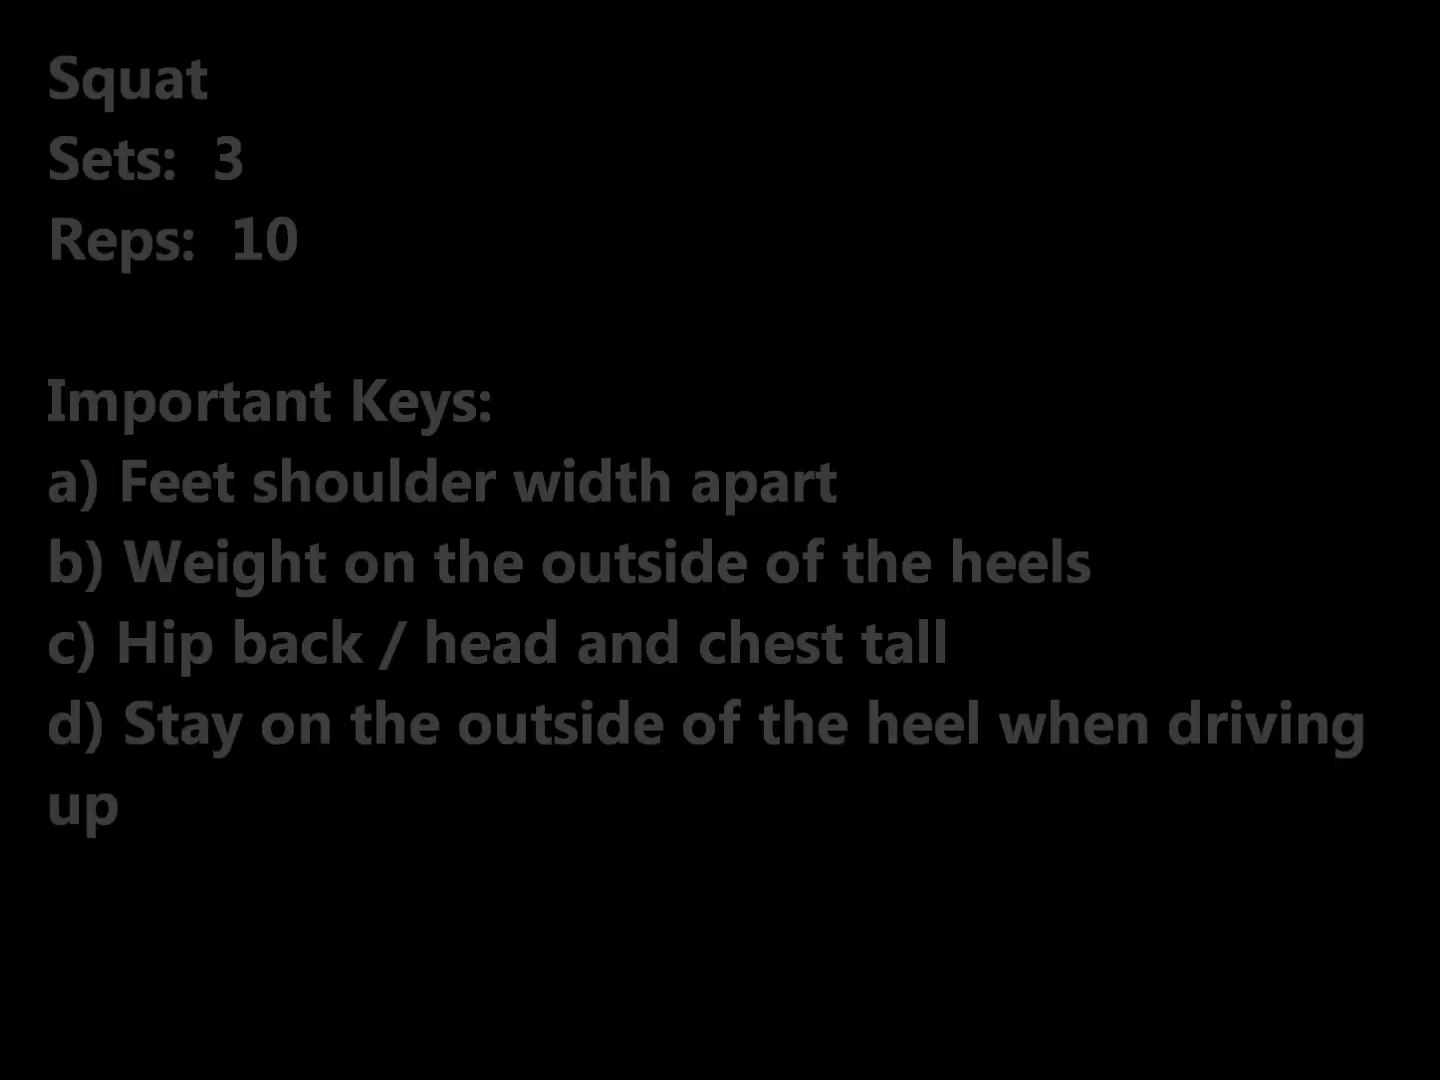 Squat
Sets:  3
Reps:  10
Important Keys:
a) Feet shoulder width apart
b) Weight on the outside of the heels
c) Hip back / head and chest tall
d) Stay on the outside of the heel when driving
up